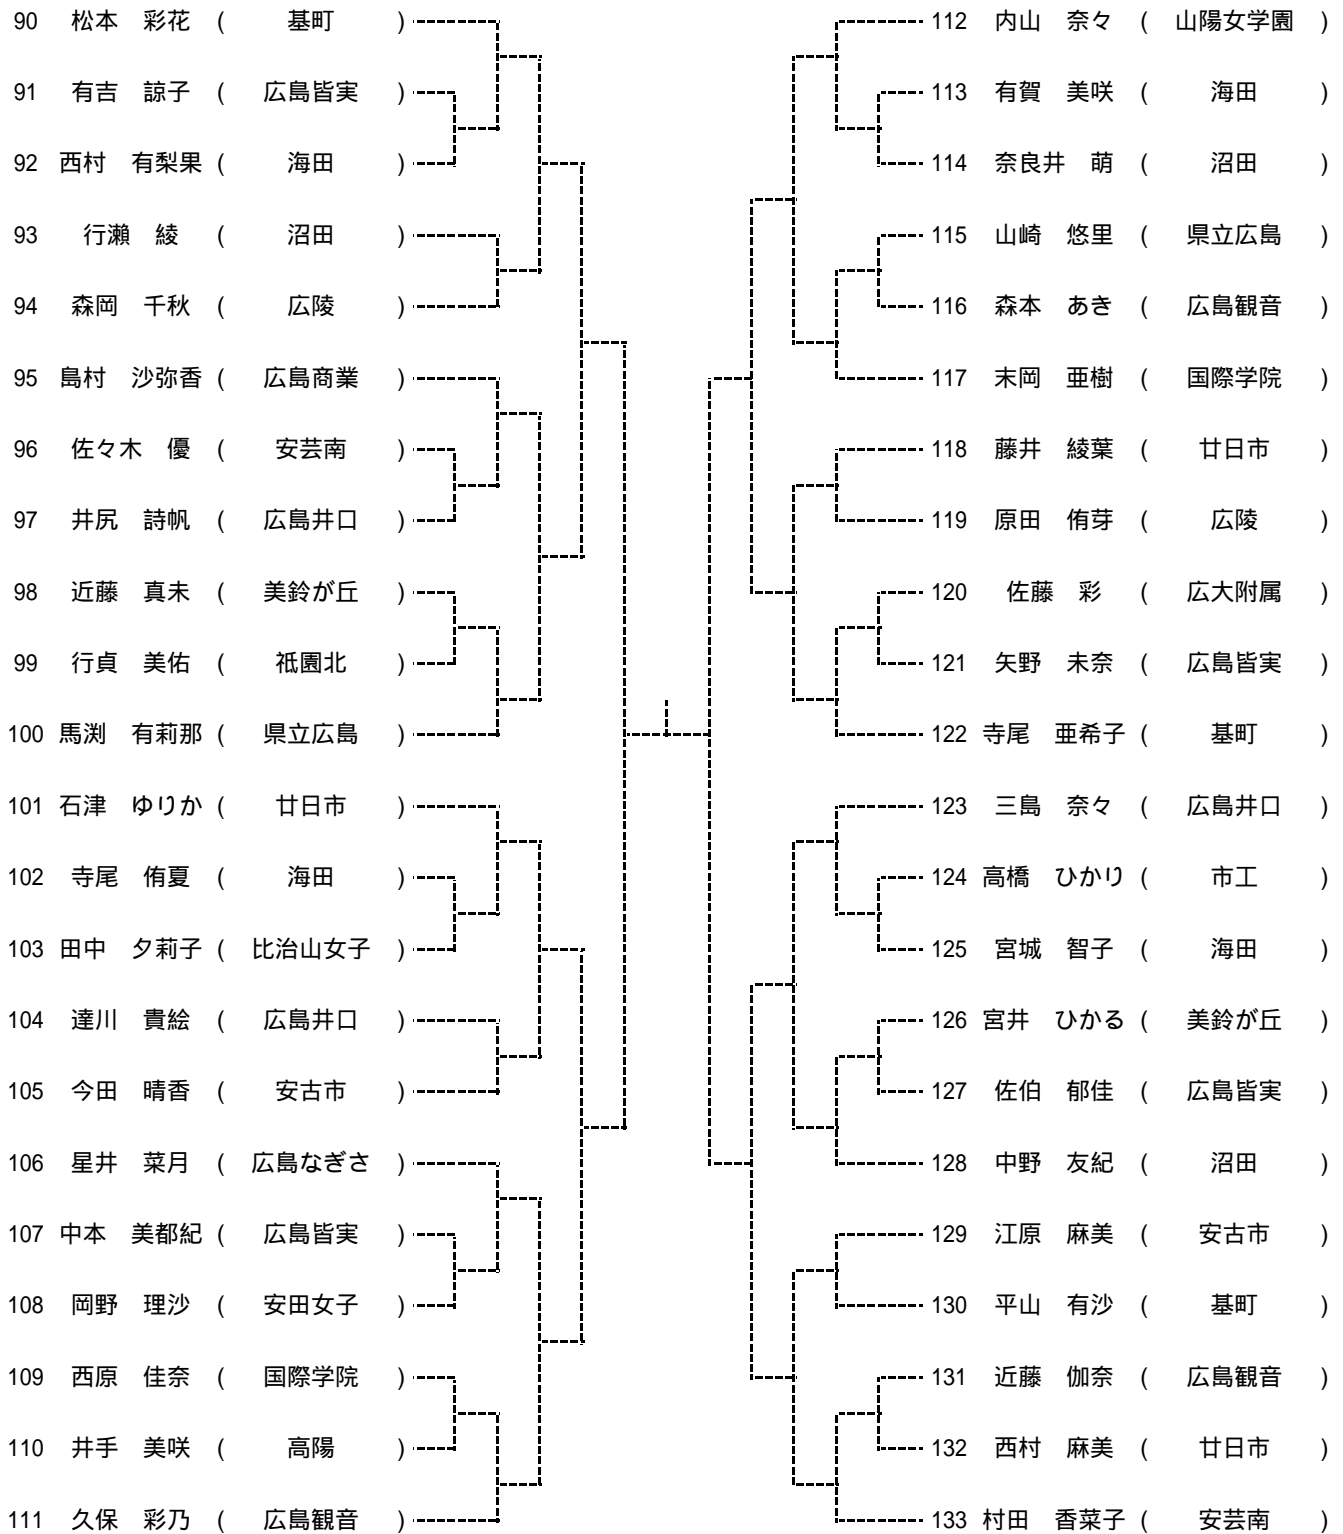 90 松本 彩花 ( 基町 )
91 有吉 諒子 ( 広島皆実 )
92 西村 有梨果 ( 海田 )
93 行瀬 綾 ( 沼田 )
94 森岡 千秋 ( 広陵 )
95 島村 沙弥香 ( 広島商業 )
96 佐々木 優 ( 安芸南 )
97 井尻 詩帆 ( 広島井口 )
98 近藤 真未 ( 美鈴が丘 )
99 行貞 美佑 ( 祗園北 )
100 馬渕 有莉那 ( 県立広島 )
101 石津 ゆりか ( 廿日市 )
102 寺尾 侑夏 ( 海田 )
103 田中 夕莉子 ( 比治山女子 )
104 達川 貴絵 ( 広島井口 )
105 今田 晴香 ( 安古市 )
106 星井 菜月 ( 広島なぎさ )
107 中本 美都紀 ( 広島皆実 )
108 岡野 理沙 ( 安田女子 )
109 西原 佳奈 ( 国際学院 )
110 井手 美咲 ( 高陽 )
111 久保 彩乃 ( 広島観音 )
112 内山 奈々 ( 山陽女学園 )
113 有賀 美咲 ( 海田 )
114 奈良井 萌 ( 沼田 )
115 山崎 悠里 ( 県立広島 )
116 森本 あき ( 広島観音 )
117 末岡 亜樹 ( 国際学院 )
118 藤井 綾葉 ( 廿日市 )
119 原田 侑芽 ( 広陵 )
120 佐藤 彩 ( 広大附属 )
121 矢野 未奈 ( 広島皆実 )
122 寺尾 亜希子 ( 基町 )
123 三島 奈々 ( 広島井口 )
124 高橋 ひかり ( 市工 )
125 宮城 智子 ( 海田 )
126 宮井 ひかる ( 美鈴が丘 )
127 佐伯 郁佳 ( 広島皆実 )
128 中野 友紀 ( 沼田 )
129 江原 麻美 ( 安古市 )
130 平山 有沙 ( 基町 )
131 近藤 伽奈 ( 広島観音 )
132 西村 麻美 ( 廿日市 )
133 村田 香菜子 ( 安芸南 )